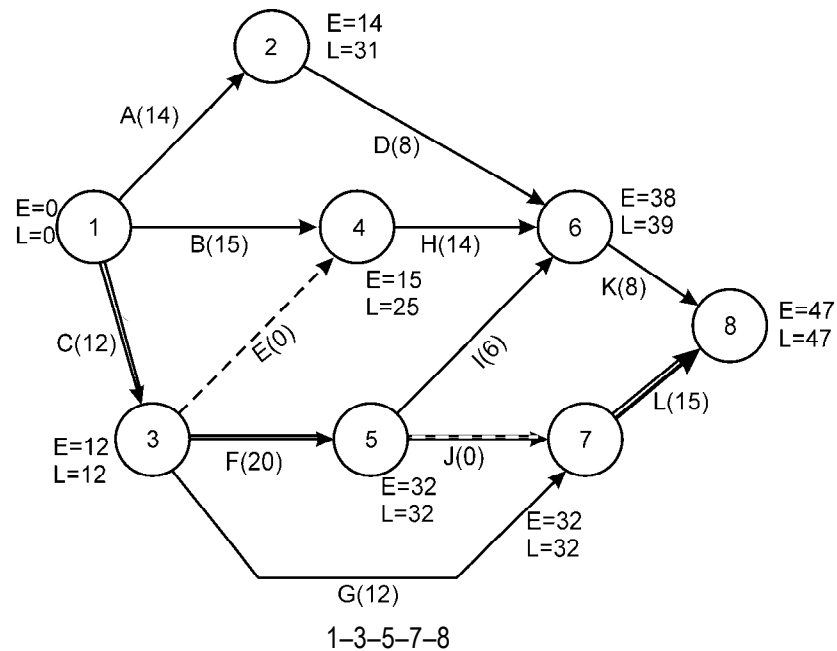 E=14
L=31
2
A(14)
D(8)
E=0
L=0
1
B(15)
4
H(14)
6
E=38
L=39
E=15
L=25
K(8)
8
E=47
L=47
C(12)
E(0)
I(6)
L(15)
3
E=12
L=12
F(20)
5
J(0)
7
E=32
L=32
E=32
L=32
G(12)
1–3–5–7–8